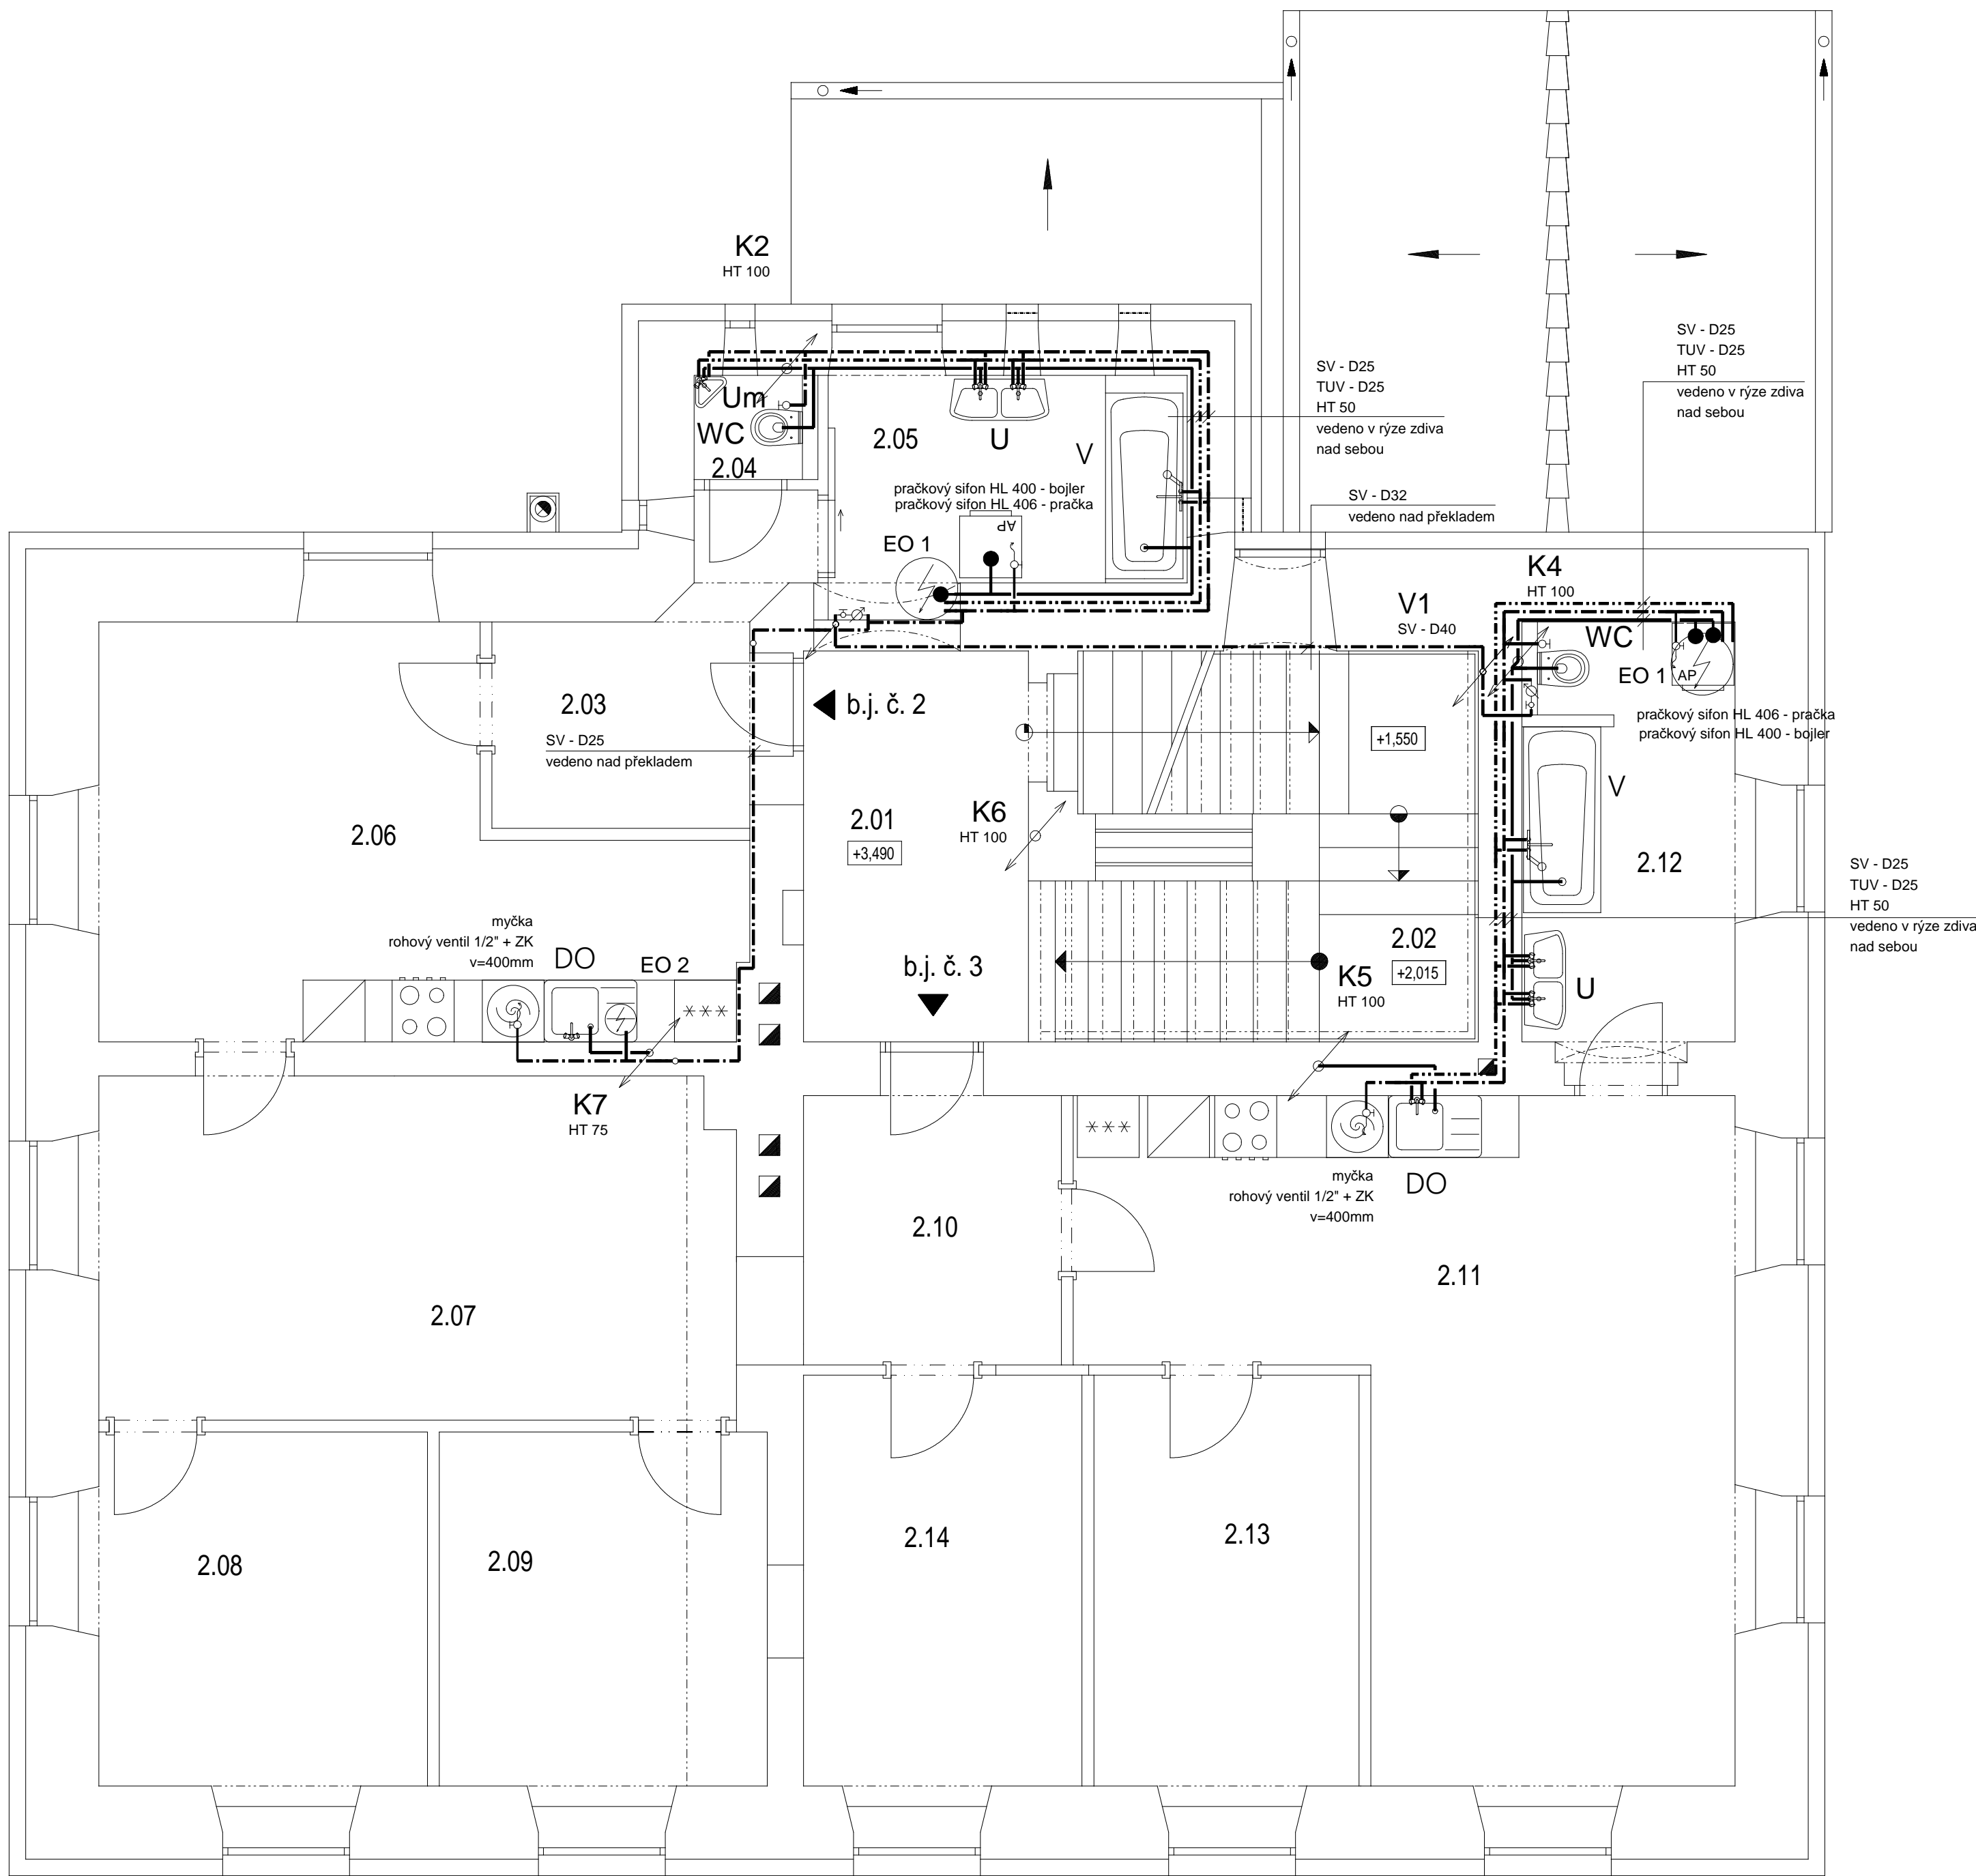 K2
HT 100
SV - D25
TUV - D25
HT 50
vedeno v rýze zdiva
nad sebou
SV - D25
TUV - D25
HT 50
vedeno v rýze zdiva
nad sebou
Um
WC
2.04
2.05
U
V
pračkový sifon HL 400 - bojler
pračkový sifon HL 406 - pračka
AP
EO 1
SV - D32
vedeno nad překladem
K4
HT 100
V1
SV - D40
WC
EO 1
AP
pračkový sifon HL 406 - pračka
pračkový sifon HL 400 - bojler
2.03
b.j. č. 2
SV - D25
vedeno nad překladem
+1,550
V
2.06
2.01
+3,490
K6
HT 100
2.12
SV - D25
TUV - D25
HT 50
vedeno v rýze zdiva
nad sebou
myčka
rohový ventil 1/2" + ZK
v=400mm
DO
EO 2
b.j. č. 3
2.02
+2,015
K5
HT 100
U
K7
HT 75
myčka
rohový ventil 1/2" + ZK
v=400mm
DO
2.10
2.11
2.07
2.08
2.09
2.14
2.13